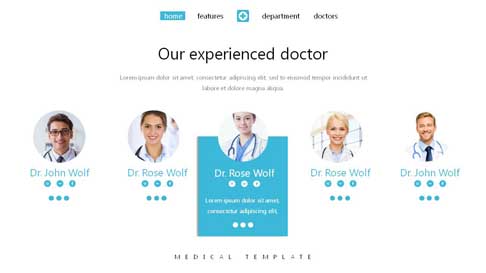 home features department doctors
Our experienced doctor
Lorem ipsum dolor sit amet, consectetur adipiscing elit, sed to eiusmod tempor incididunt ut
labore et dolore magna aliqua.
Dr. John Wolf Dr. Rose Wolf Dr. Rose Wolf Dr. Rose Wolf Dr. John Wolf
Lorem ipsum dolor sit amet,
consectetur adipiscing elit,
MEDICAL TEMPLATE